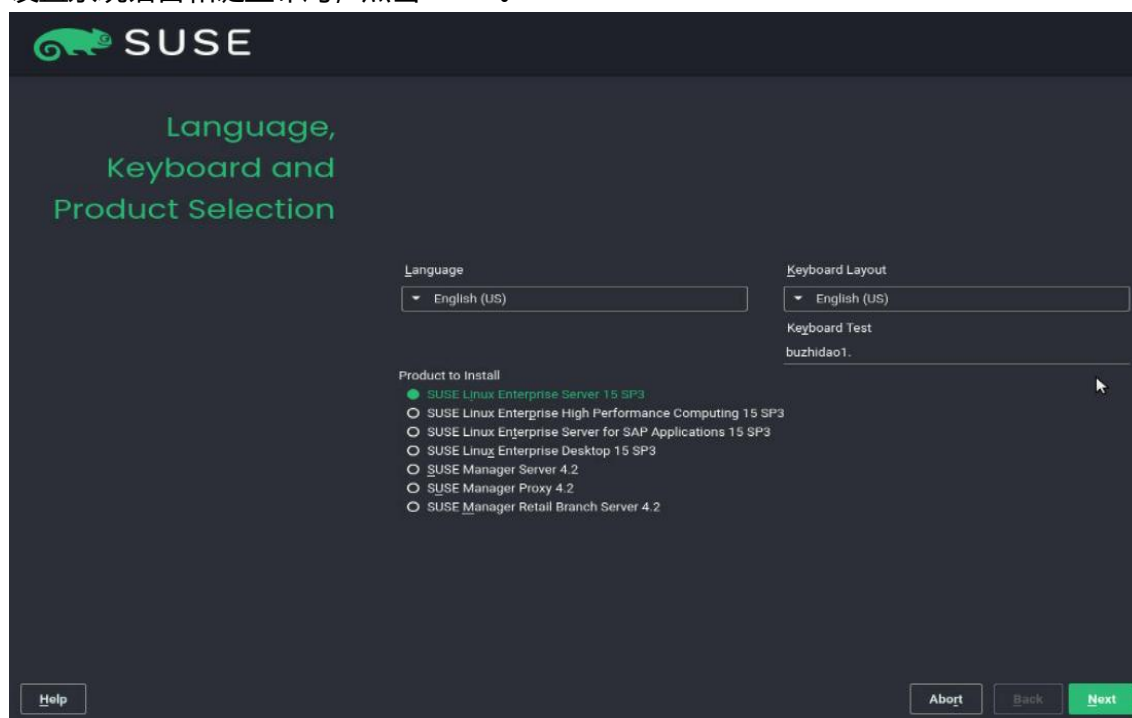 SUSE
Language,
Keyboard and
Product Selection
Language
Keyboard Layout
English (US)
English (US)
Keyboard Test
buzhidao1.
Product to Install
SUSE Linux Enterprise Server 15 SP3
SUSE Linux Enterprise High Performance Computing 15 SP3
SUSE Linux Enterprise Server for SAP Applications 15 SP3
SUSE Linux Enterprise Desktop 15 SP3
SUSE Manager Server 4.2
SUSE Manager Proxy 4.2
SUSE Manager Retail Branch Server 4.2
Help
Abort
Back
Next